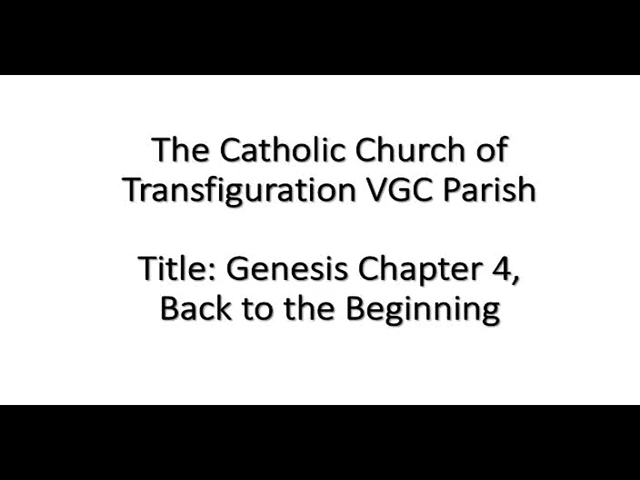 The Catholic Church of
Transfiguration VGC Parish
Title: Genesis Chapter 4,
Back to the Beginning